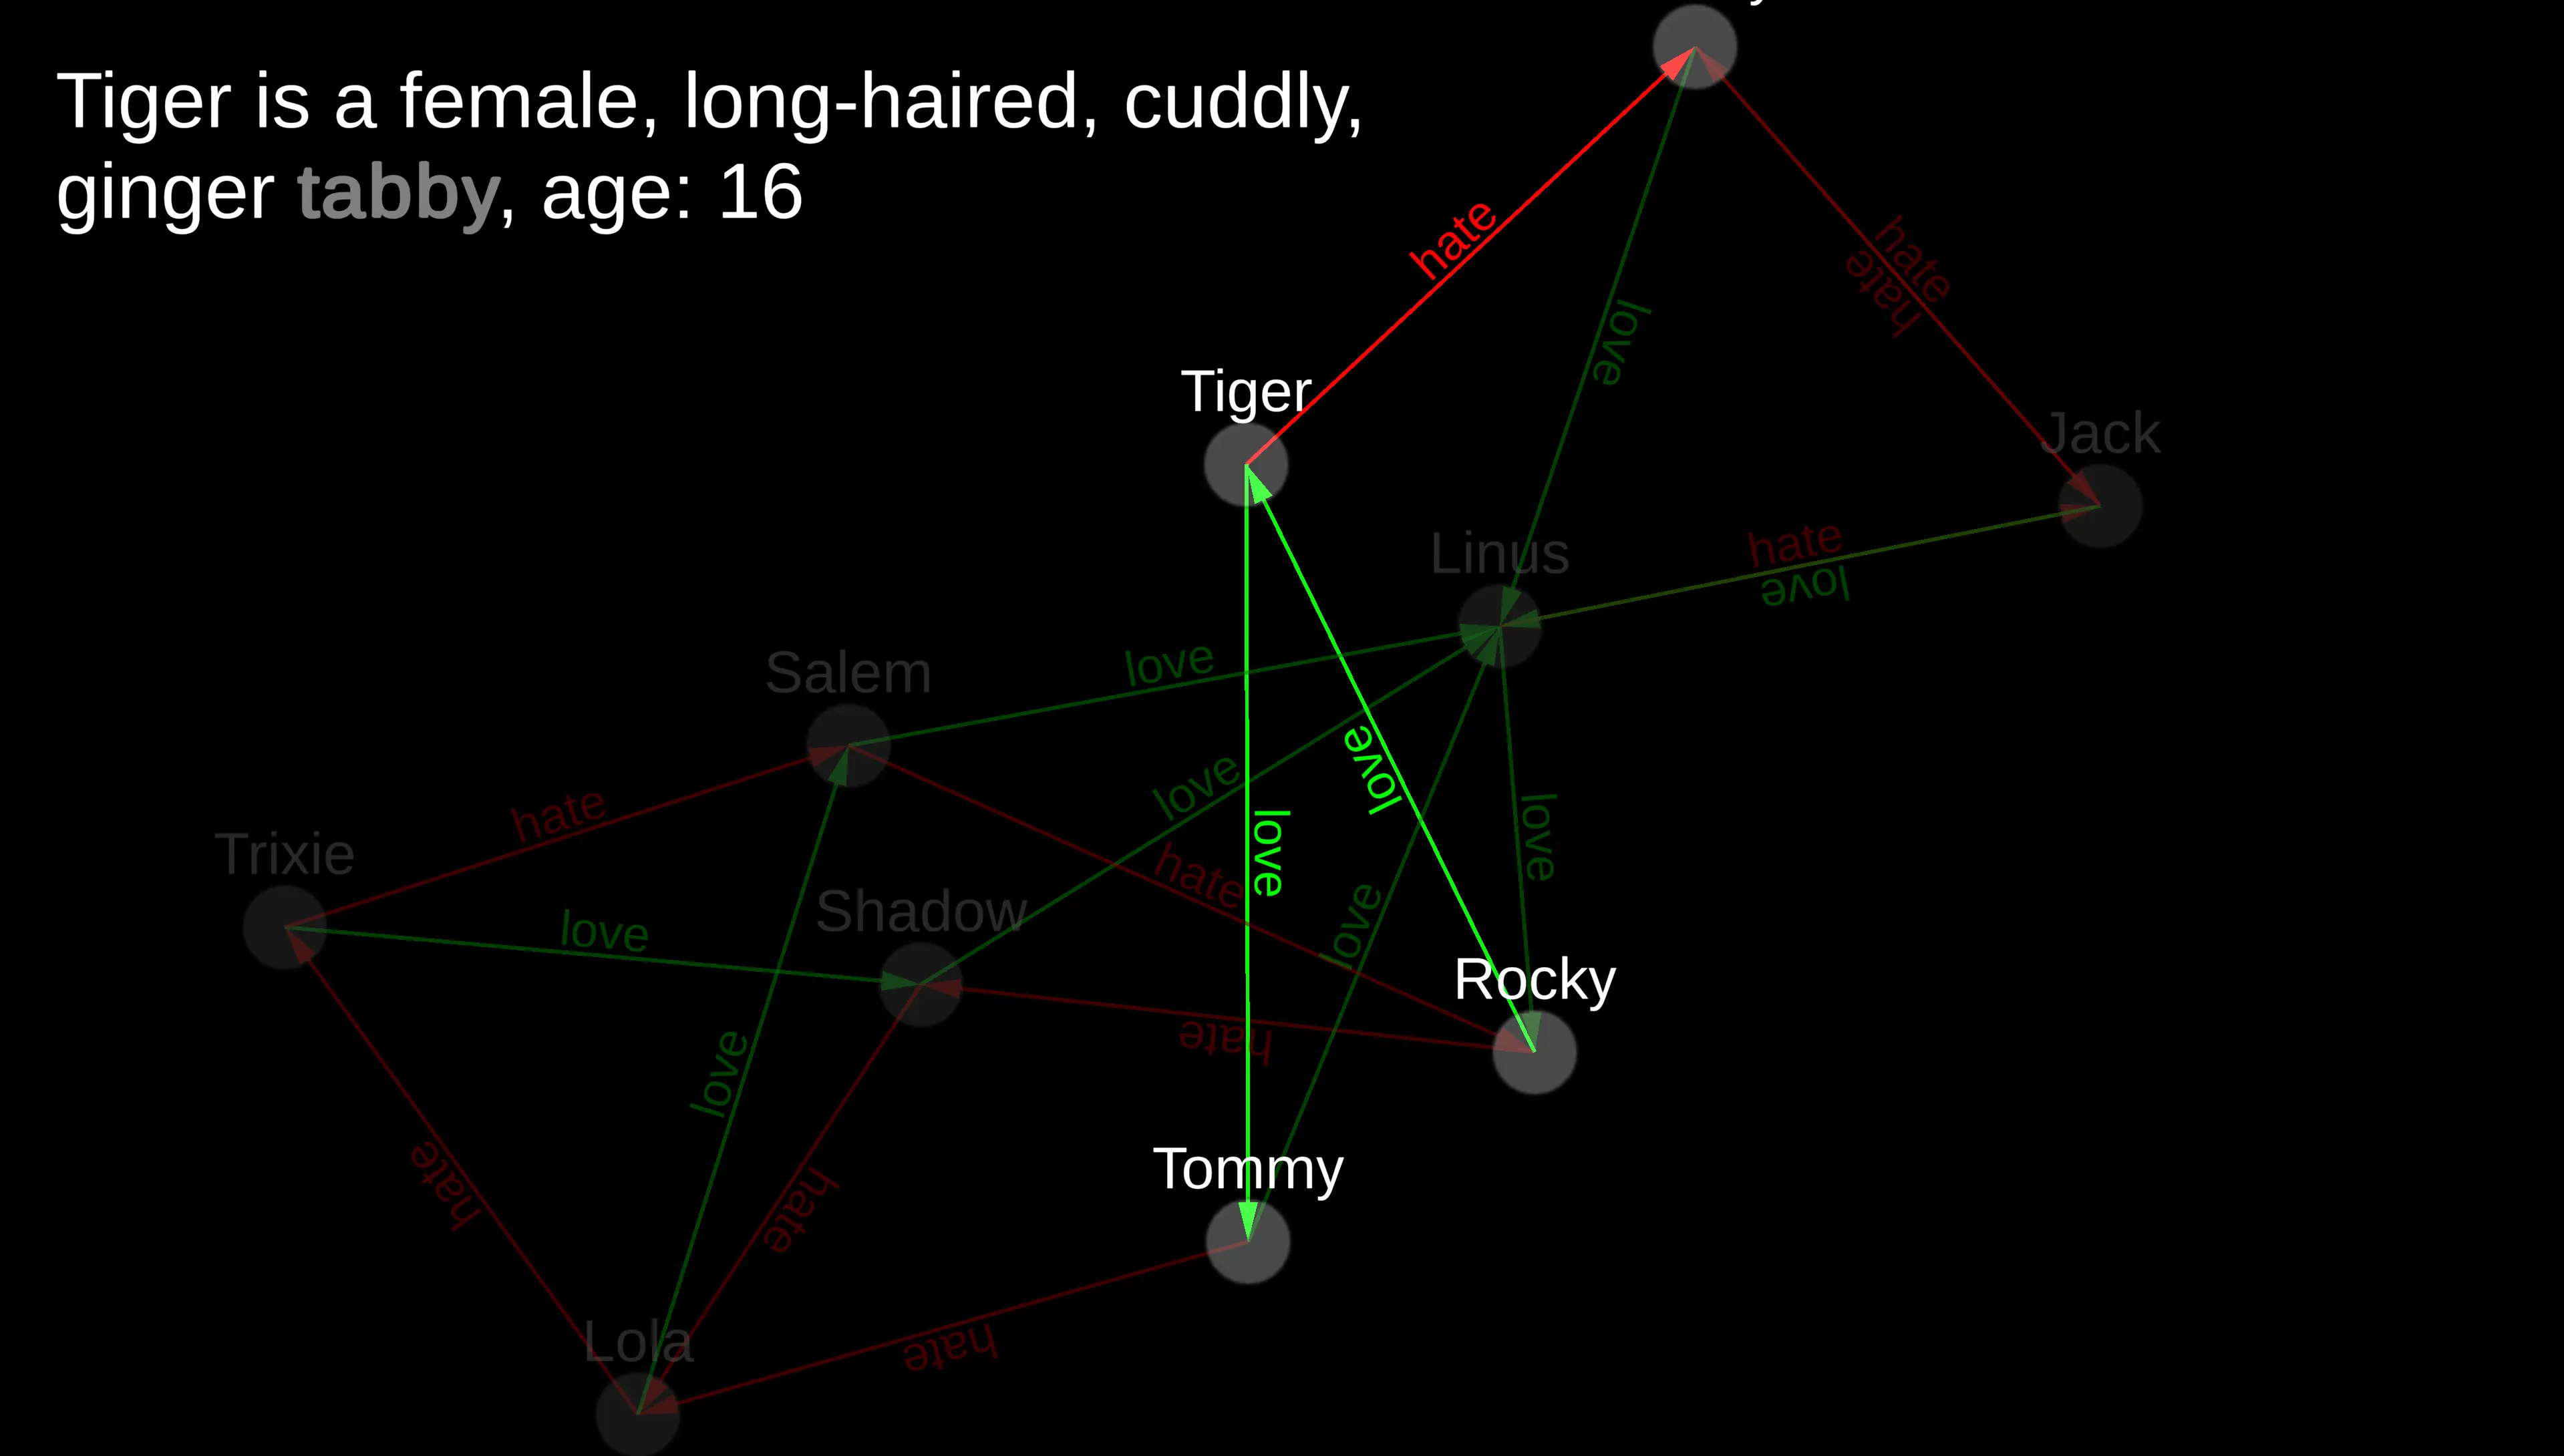 Tiger is a female, long-haired, cuddly,
ginger tabby, age: 16
hate
hate
hate
love
Tiger
Jack
Linus
hate
love
Salem
love
love
love
hate
Trixie
hate
love
love
Shadow
love
love
Rocky
hate
love
hate
hate
Tommy
Lola
hate